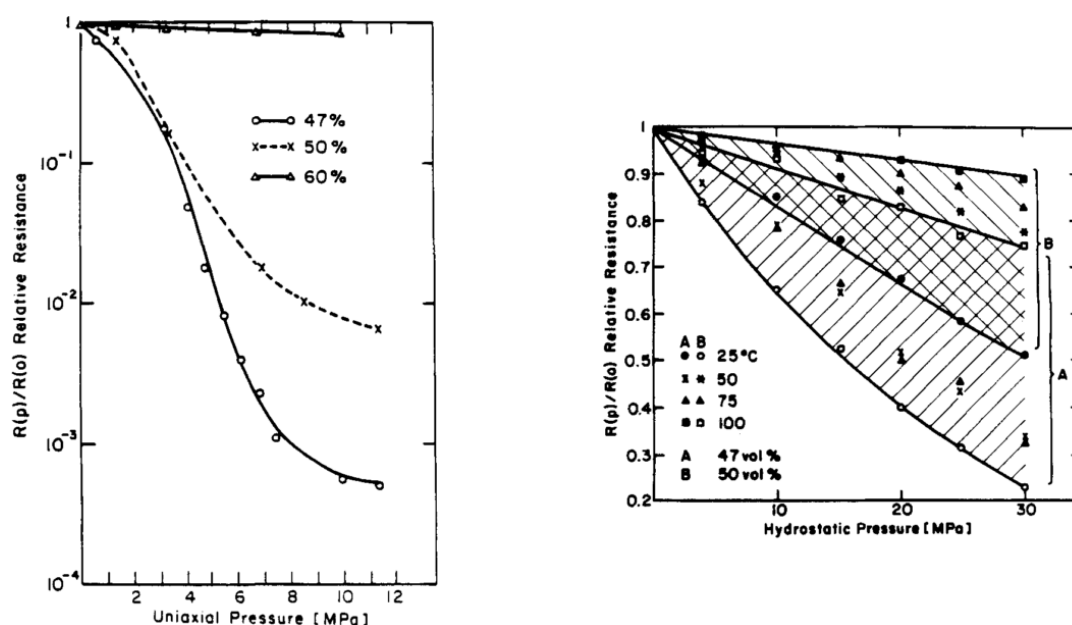 1
10⁻¹
10⁻²
10⁻³
10⁻⁴
R(p)/R(o) Relative Resistance
47%
50%
60%
2 4 6 8 10 12
Uniaxial Pressure [MPa]
1
0.9
0.8
0.7
0.6
0.5
0.4
0.3
0.2
R(p)/R(o) Relative Resistance
A B
25°C
50
75
100
A 47 vol %
B 50 vol %
B
A
10 20 30
Hydrostatic Pressure [MPa]